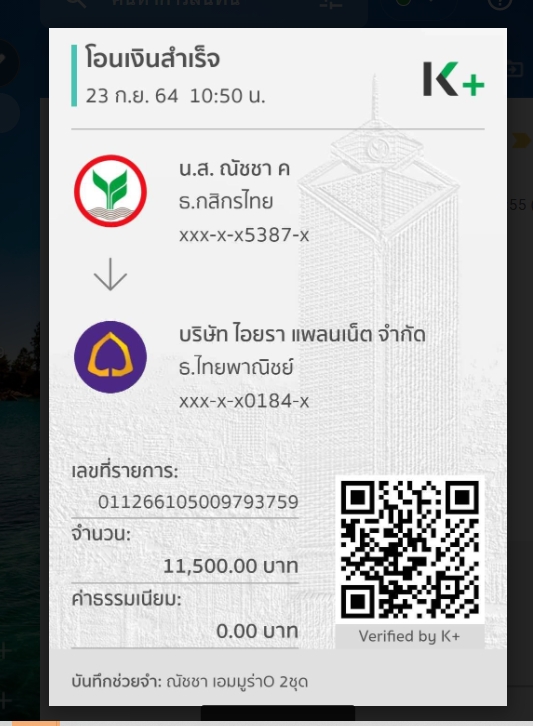 โอนเงินสำเร็จ
23 ก.ย. 64 10:50 น.
K+
น.ส. ณัชชา ค
ธ.กสิกรไทย
xxx-x-x5387-x
บริษัท ไอยรา แพลนเน็ต จำกัด
ธ.ไทยพาณิชย์
xxx-x-x0184-x
เลขที่รายการ:
011266105009793759
จำนวน:
11,500.00 บาท
ค่าธรรมเนียม:
0.00 บาท
Verified by K+
บันทึกช่วยจำ: ณัชชา เอมมูร่าO 2ชุด
55